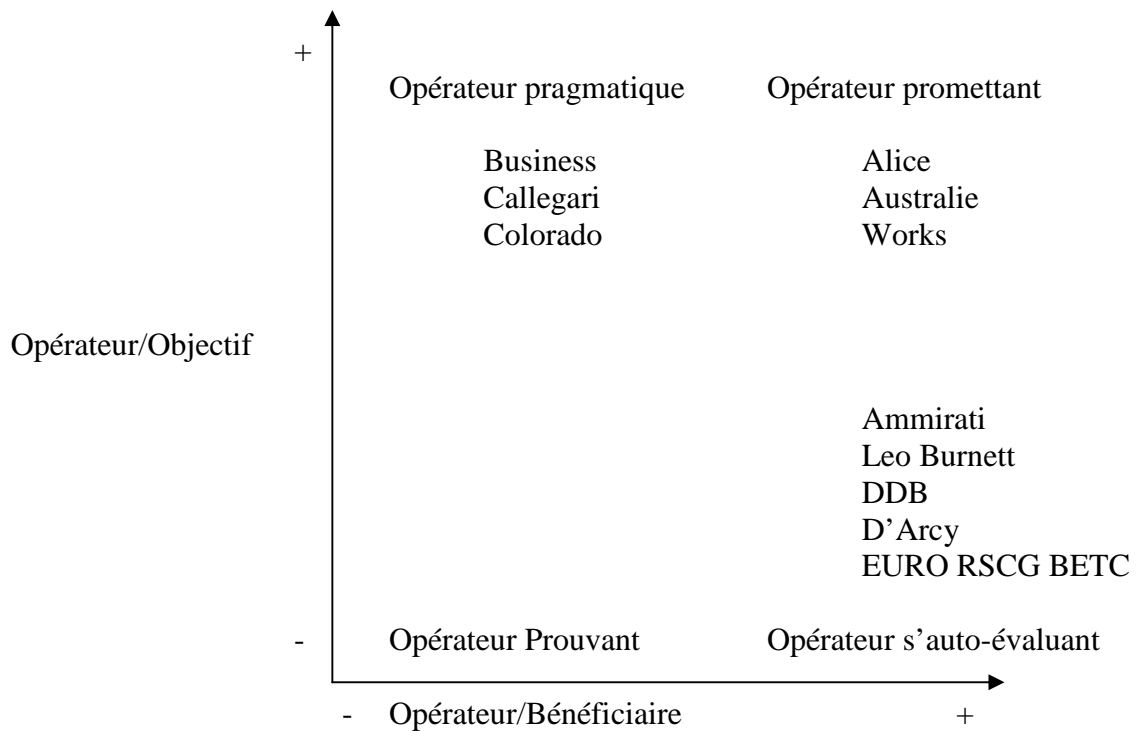 +
Opérateur pragmatique Opérateur promettant
Business Alice
Callegari Australie
Colorado Works
Opérateur/Objectif
Ammirati
Leo Burnett
DDB
D’Arcy
EURO RSCG BETC
- Opérateur Prouvant Opérateur s’auto-évaluant
- Opérateur/Bénéficiaire +